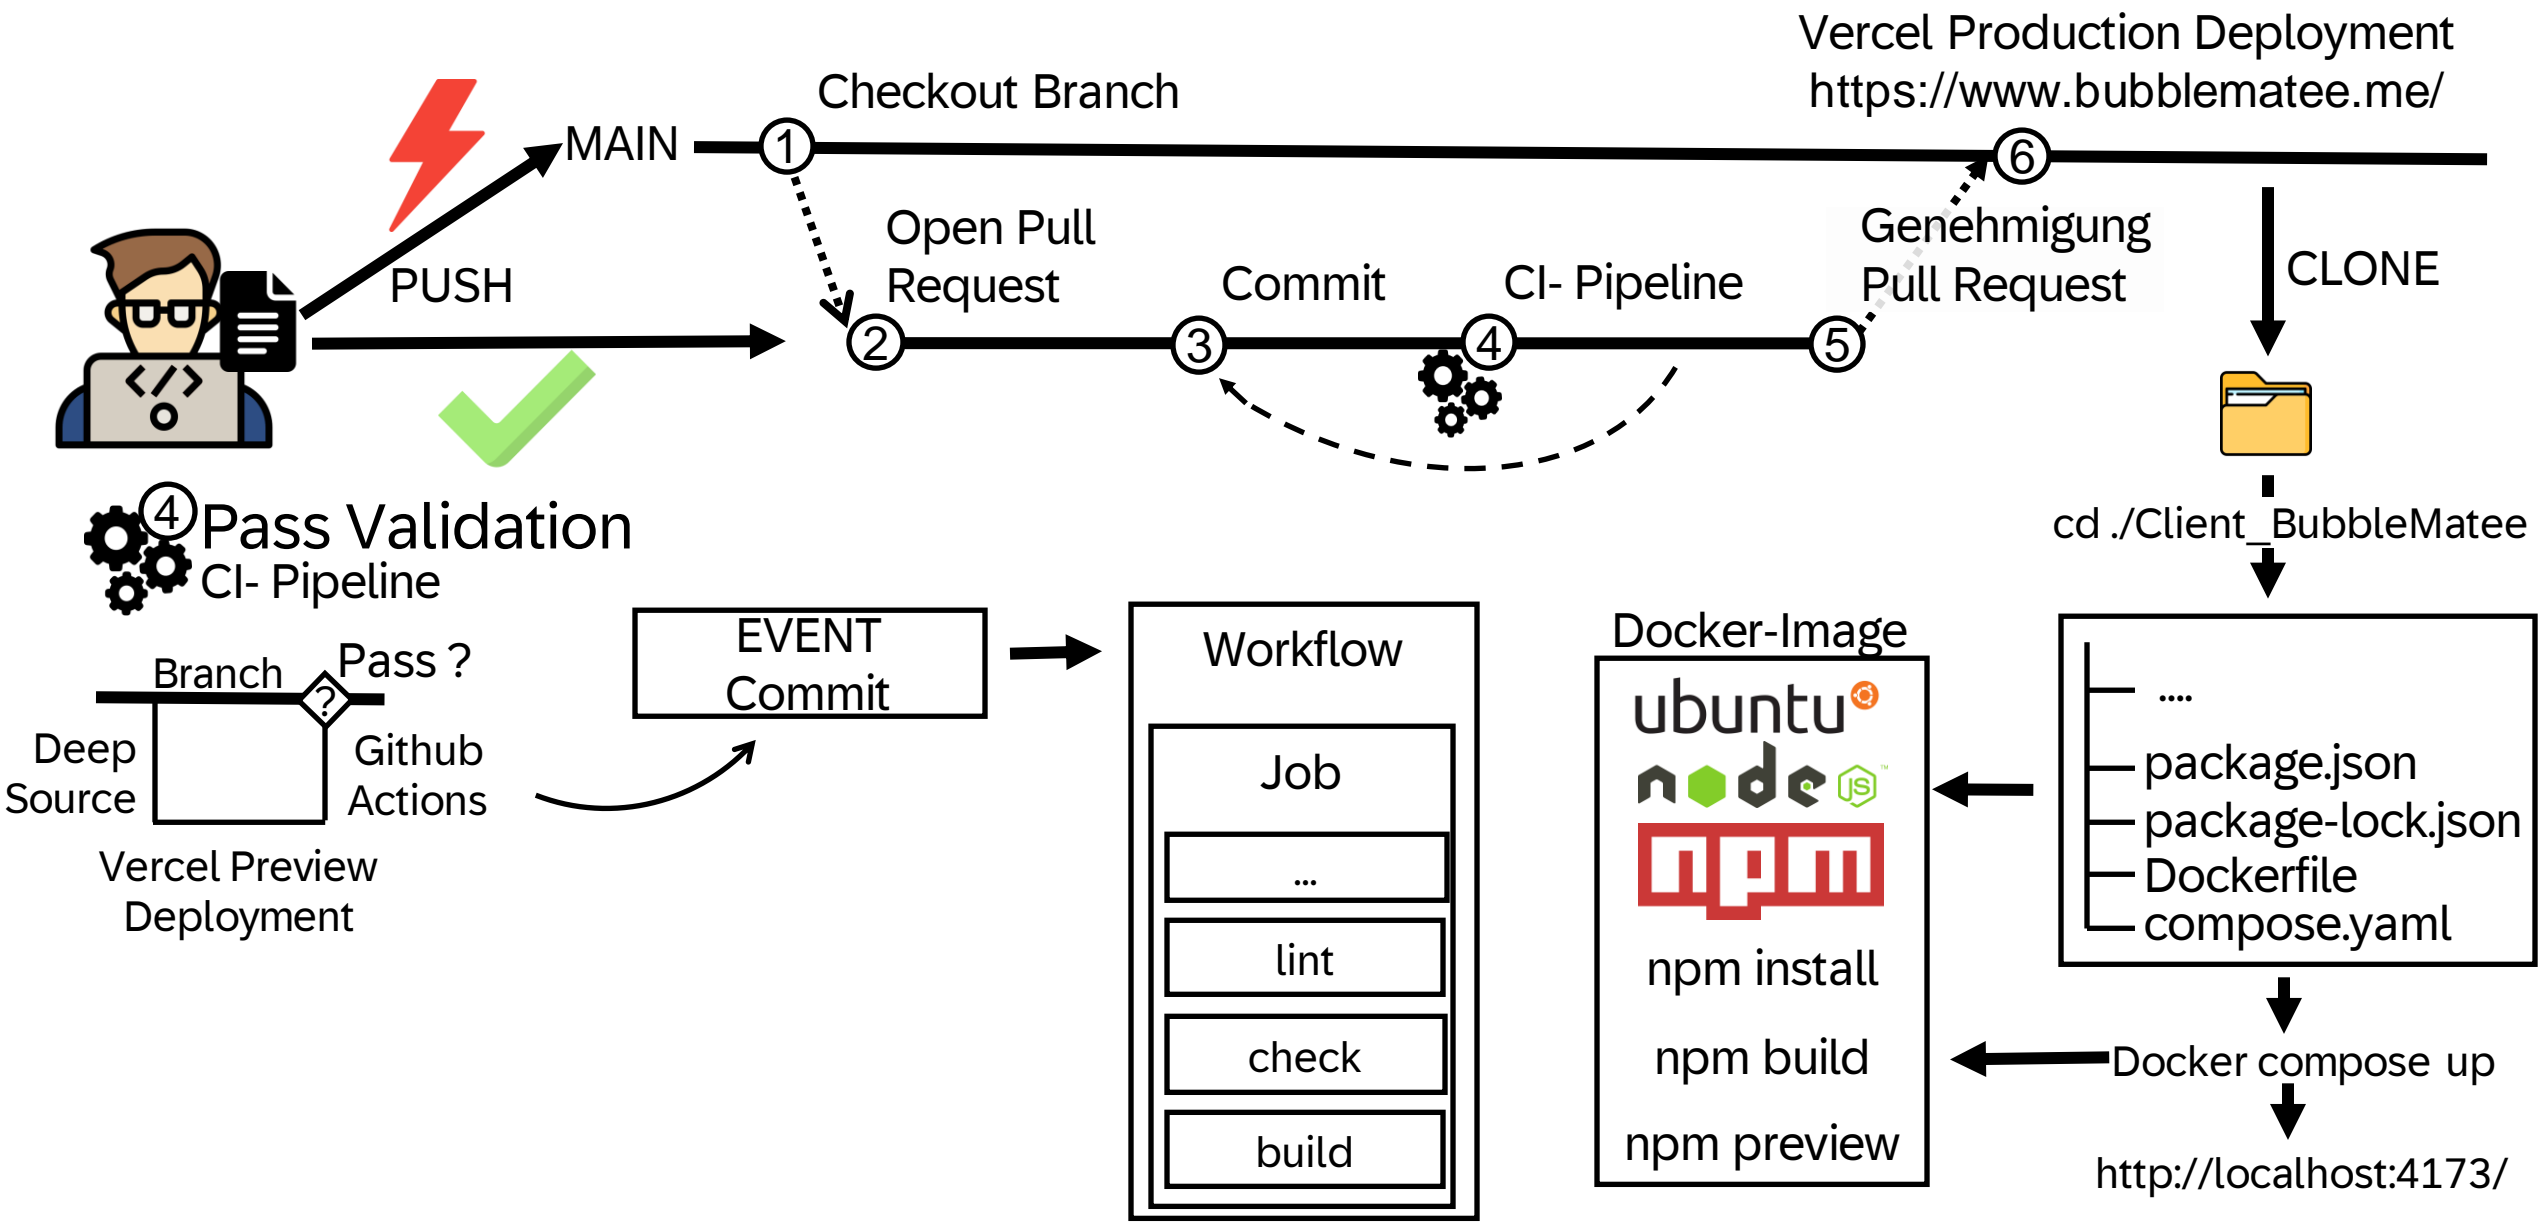 Vercel Production Deployment
https://www.bubblematee.me/
Checkout Branch
MAIN
1
6
PUSH
Open Pull
Request
Commit
CI- Pipeline
Genehmigung
Pull Request
CLONE
2
3
4
5
</>
4
Pass Validation
CI- Pipeline
Branch
Pass ?
?
Deep
Source
Github
Actions
Vercel Preview
Deployment
EVENT
Commit
Workflow
Job
...
lint
check
build
cd ./Client_BubbleMatee
....
package.json
package-lock.json
Dockerfile
compose.yaml
Docker-Image
ubuntu
node
JS
™
npm
npm install
npm build
npm preview
Docker compose up
http://localhost:4173/